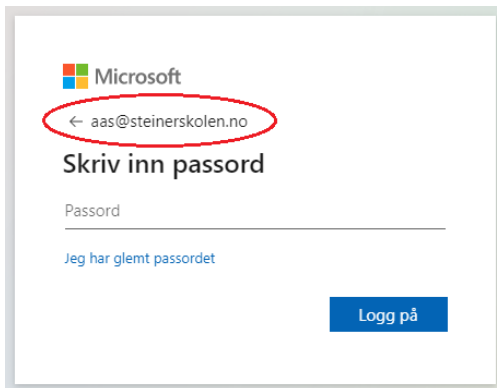 Microsoft
← aas@steinerskolen.no
Skriv inn passord
Passord
Jeg har glemt passordet
Logg på